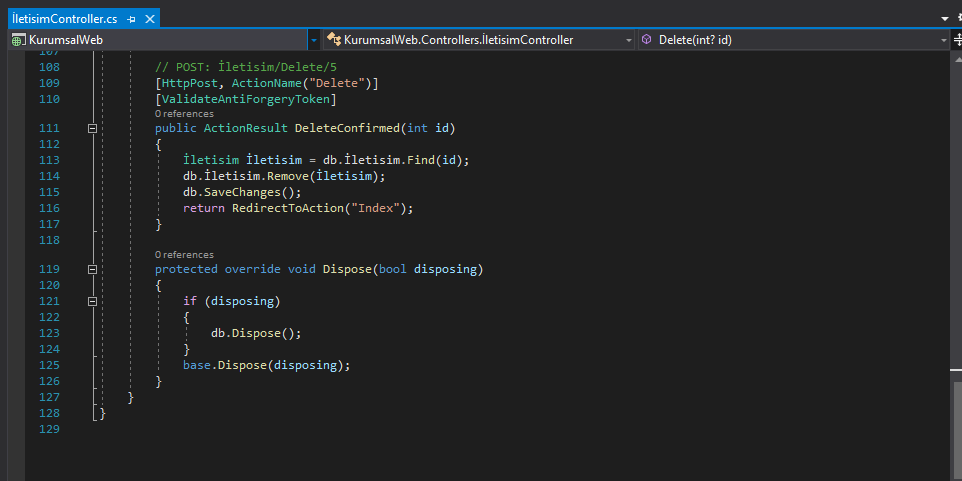 İletisimController.cs
KurumsalWeb KurumsalWeb.Controllers.İletisimController Delete(int? id)
107
108 // POST: İletisim/Delete/5
109 [HttpPost, ActionName("Delete")]
110 [ValidateAntiForgeryToken]
0 references
111 public ActionResult DeleteConfirmed(int id)
112 {
113 İletisim İletisim = db.İletisim.Find(id);
114 db.İletisim.Remove(İletisim);
115 db.SaveChanges();
116 return RedirectToAction("Index");
117 }
118
0 references
119 protected override void Dispose(bool disposing)
120 {
121 if (disposing)
122 {
123 db.Dispose();
124 }
125 base.Dispose(disposing);
126 }
127 }
128 }
129